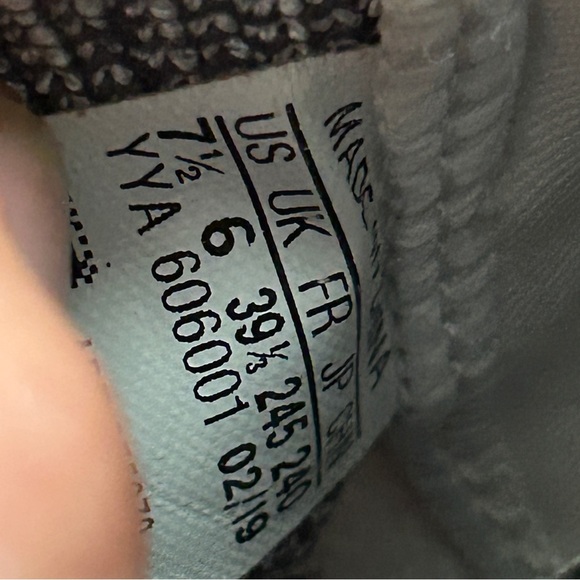 MADE IN CHINA
US UK FR JP CHN
7½ 6 39⅓ 245 240
YYA 606001 02/19